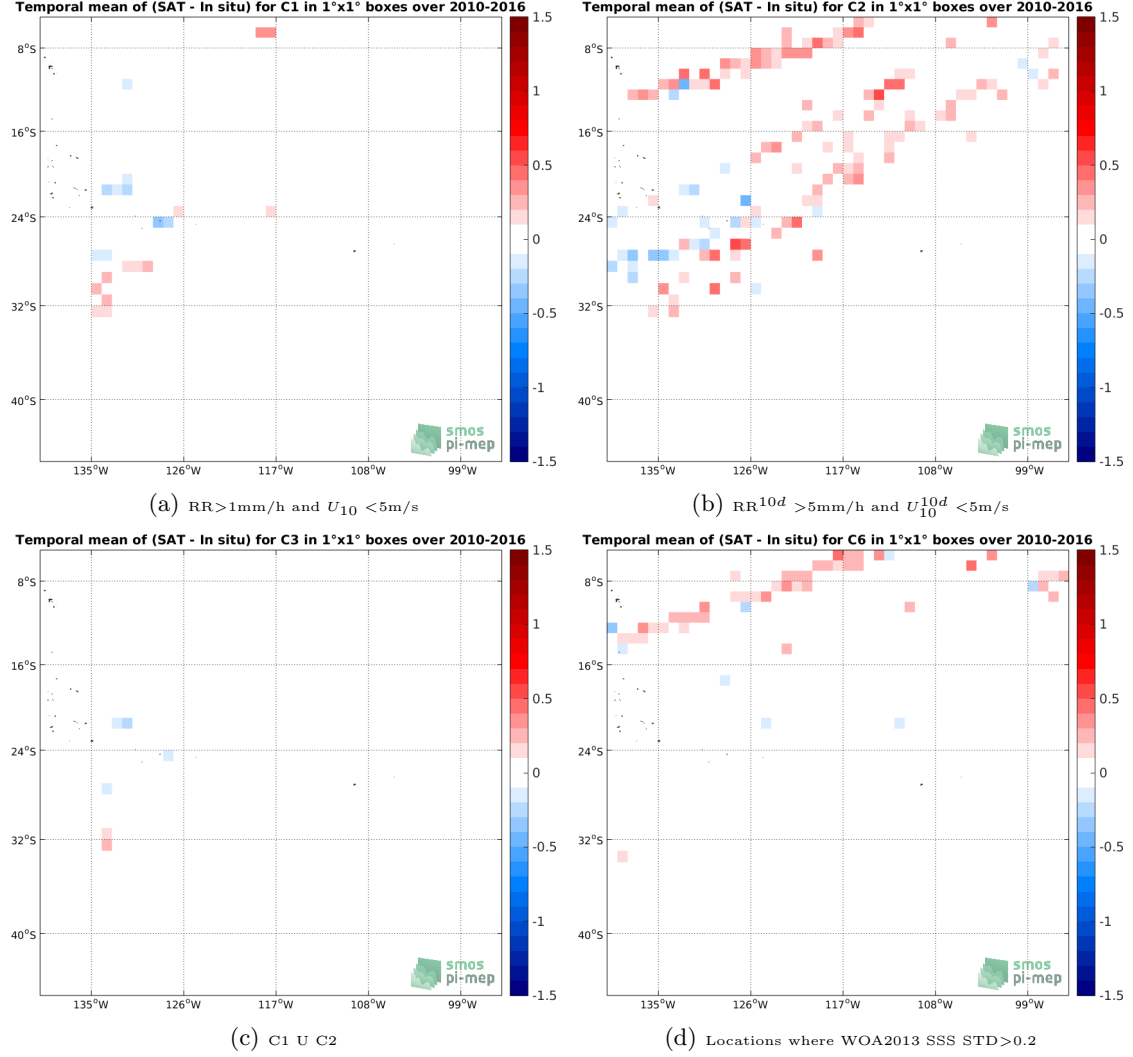 Temporal mean of (SAT - In situ) for C1 in 1°x1° boxes over 2010-2016
8°S
16°S
24°S
32°S
40°S
135°W
126°W
117°W
108°W
99°W
1.5
1
0.5
0
-0.5
-1
-1.5
smos
pi-mep
(a) RR>1mm/h and U10 <5m/s
Temporal mean of (SAT - In situ) for C2 in 1°x1° boxes over 2010-2016
8°S
16°S
24°S
32°S
40°S
135°W
126°W
117°W
108°W
99°W
1.5
1
0.5
0
-0.5
-1
-1.5
smos
pi-mep
(b) RR^10d >5mm/h and U10^10d <5m/s
Temporal mean of (SAT - In situ) for C3 in 1°x1° boxes over 2010-2016
8°S
16°S
24°S
32°S
40°S
135°W
126°W
117°W
108°W
99°W
1.5
1
0.5
0
-0.5
-1
-1.5
smos
pi-mep
(c) C1 U C2
Temporal mean of (SAT - In situ) for C6 in 1°x1° boxes over 2010-2016
8°S
16°S
24°S
32°S
40°S
135°W
126°W
117°W
108°W
99°W
1.5
1
0.5
0
-0.5
-1
-1.5
smos
pi-mep
(d) Locations where WOA2013 SSS STD>0.2